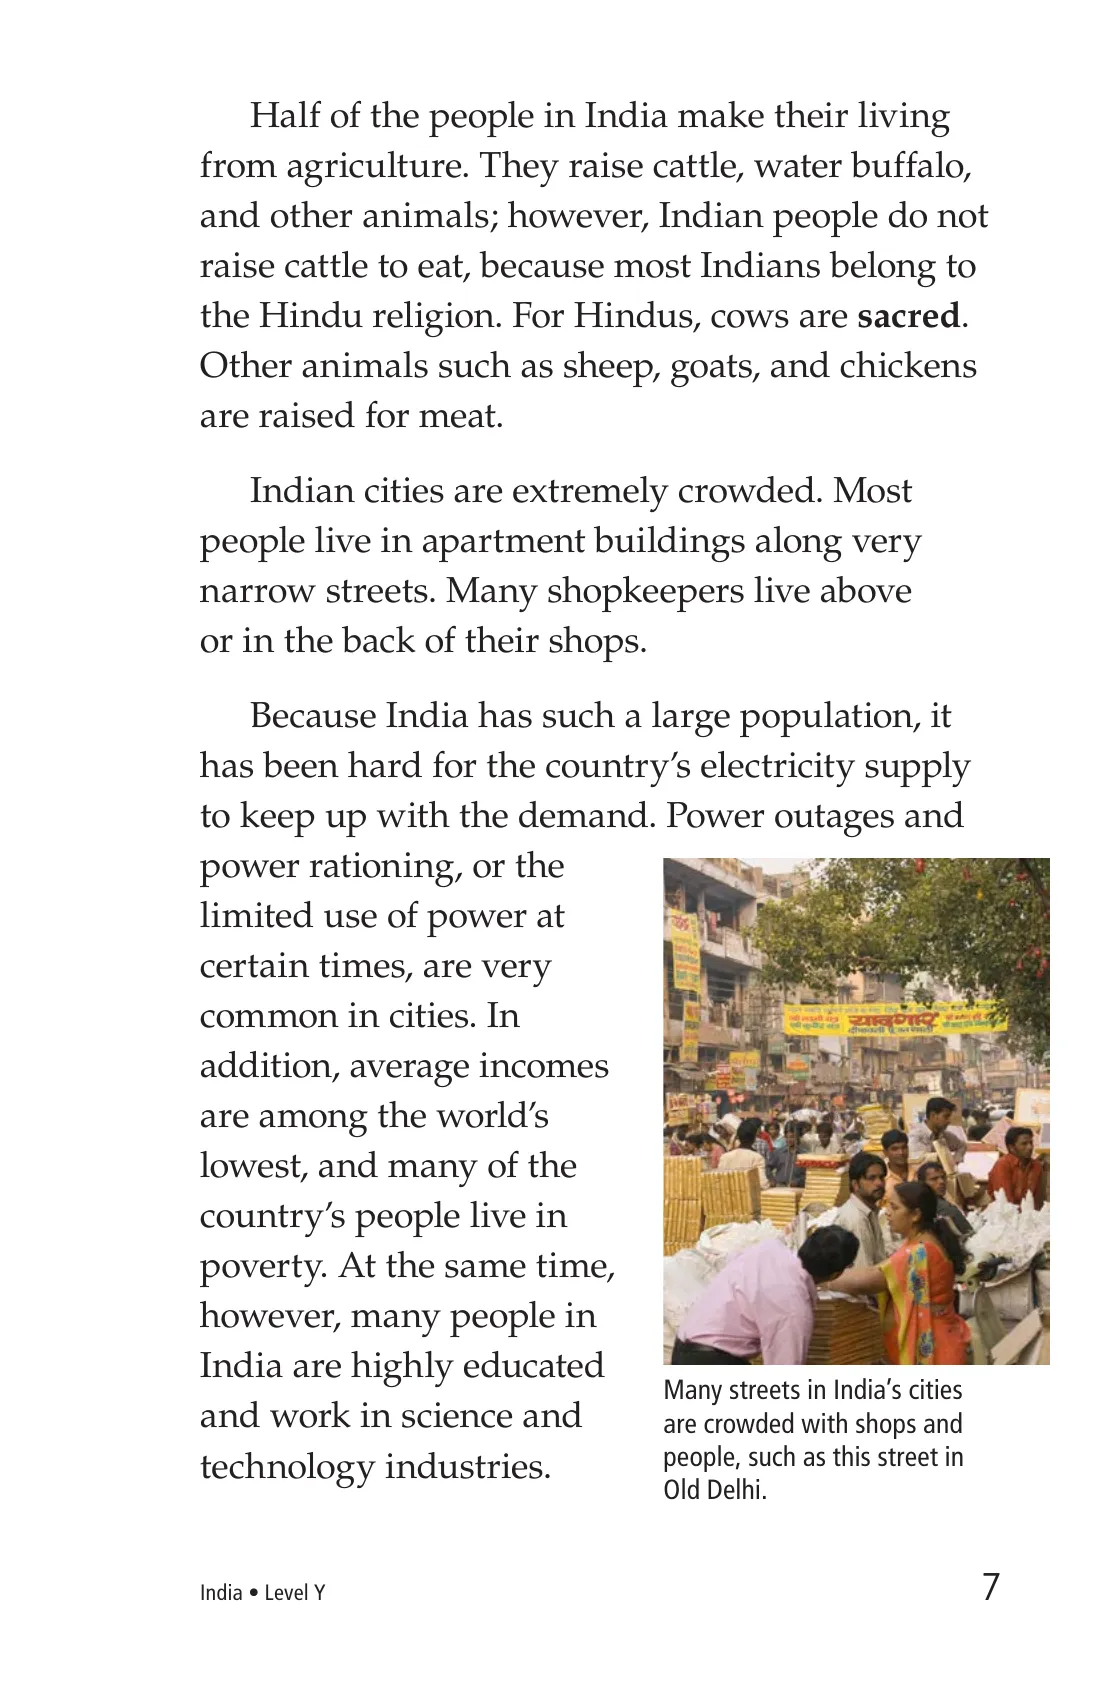 Half of the people in India make their living
from agriculture. They raise cattle, water buffalo,
and other animals; however, Indian people do not
raise cattle to eat, because most Indians belong to
the Hindu religion. For Hindus, cows are sacred.
Other animals such as sheep, goats, and chickens
are raised for meat.
Indian cities are extremely crowded. Most
people live in apartment buildings along very
narrow streets. Many shopkeepers live above
or in the back of their shops.
Because India has such a large population, it
has been hard for the country’s electricity supply
to keep up with the demand. Power outages and
power rationing, or the
limited use of power at
certain times, are very
common in cities. In
addition, average incomes
are among the world’s
lowest, and many of the
country’s people live in
poverty. At the same time,
however, many people in
India are highly educated
and work in science and
technology industries.
यादगार
Many streets in India’s cities
are crowded with shops and
people, such as this street in
Old Delhi.
India • Level Y
7